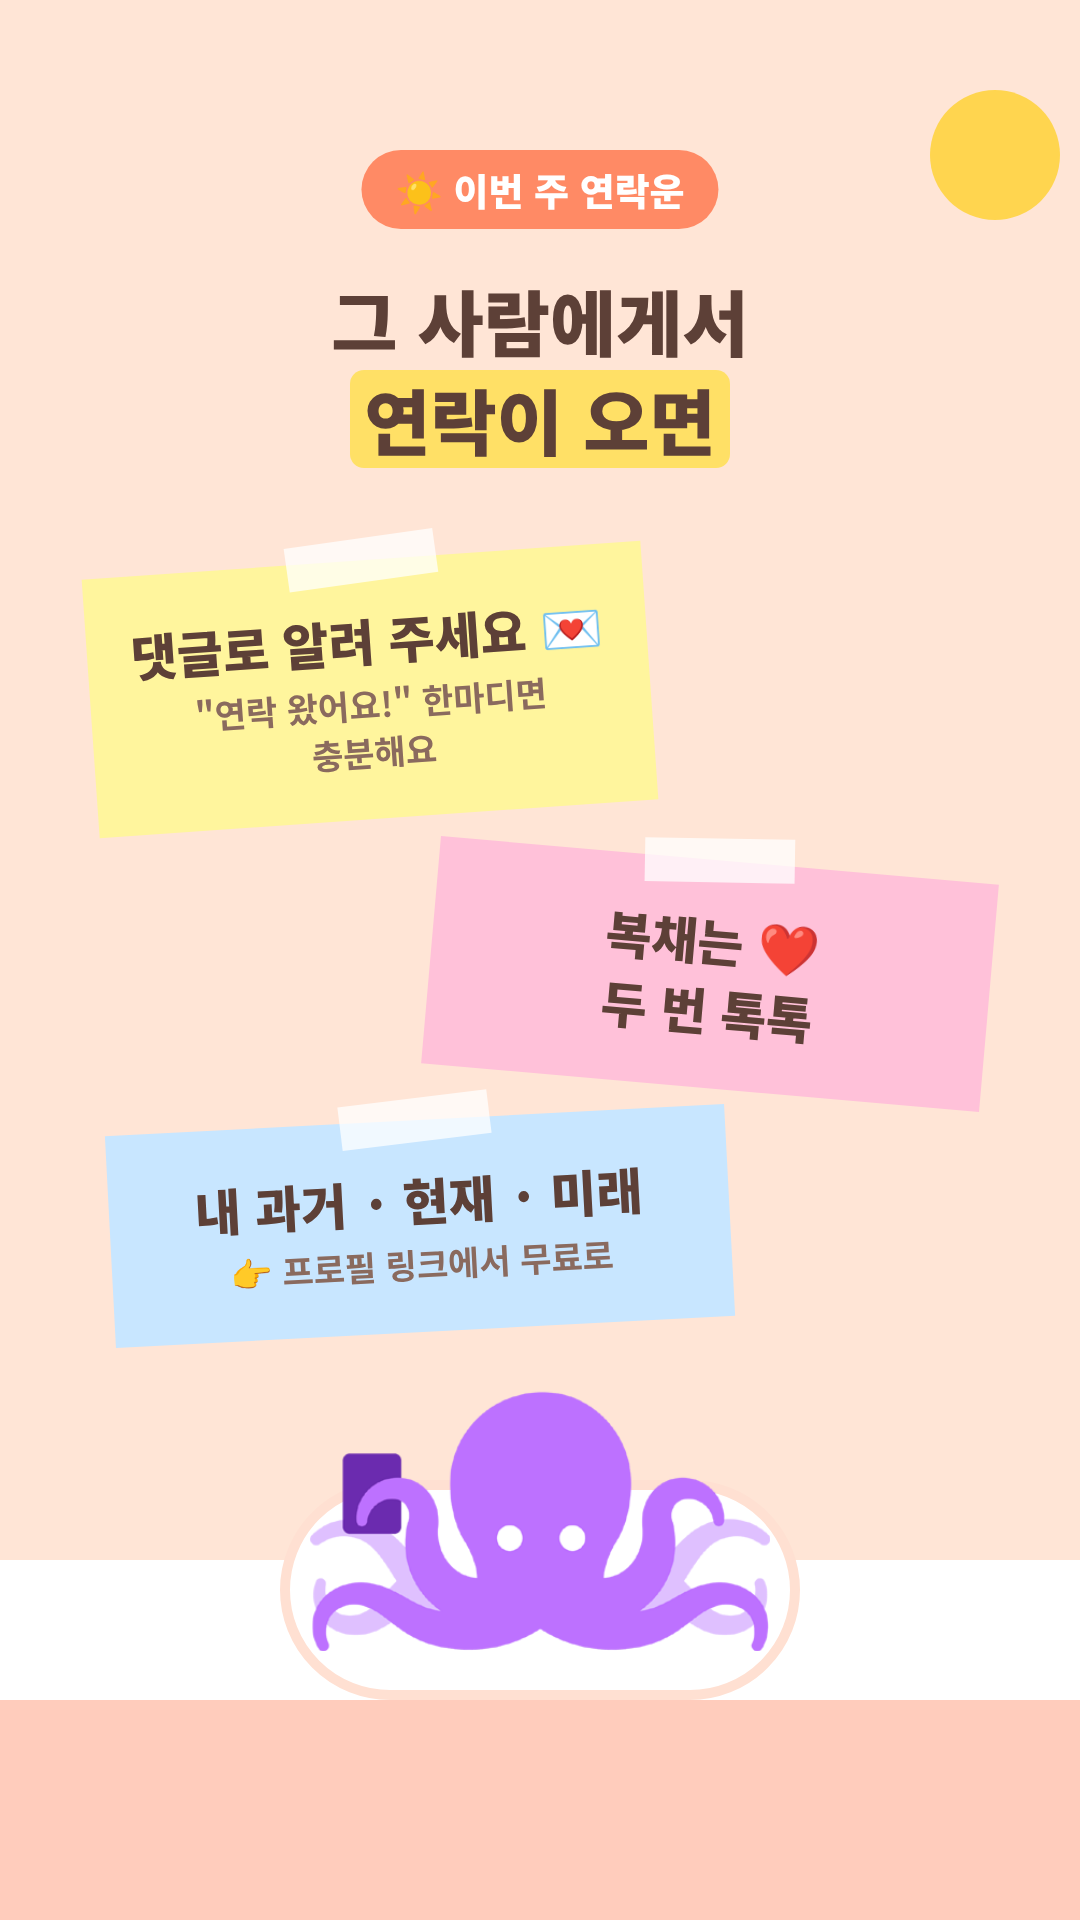 ☀️ 이번 주 연락운
그 사람에게서
연락이 오면
댓글로 알려 주세요 💌
"연락 왔어요!" 한마디면
충분해요
복채는 ❤️
두 번 톡톡
내 과거 · 현재 · 미래
👉 프로필 링크에서 무료로